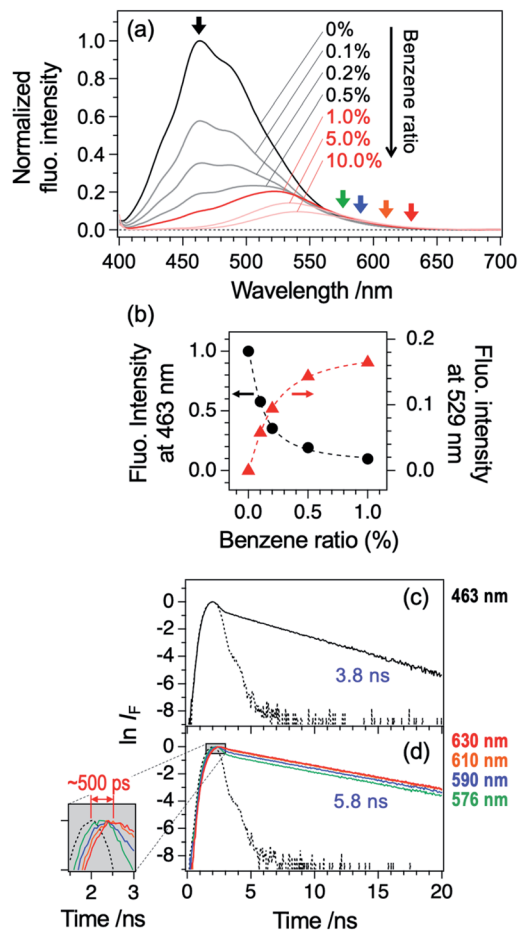 (a)
0%
0.1%
0.2%
0.5%
1.0%
5.0%
10.0%
Benzene ratio
Normalized
fluo. intensity
1.0
0.8
0.6
0.4
0.2
0.0
400 450 500 550 600 650 700
Wavelength /nm
(b)
Fluo. Intensity
at 463 nm
1.0
0.5
0.0
0.2
0.1
0.0
Fluo. intensity
at 529 nm
0.0 0.5 1.0
Benzene ratio (%)
(c)
463 nm
0
-2
-4
-6
-8
3.8 ns
ln IF
(d)
630 nm
610 nm
590 nm
576 nm
0
-2
-4
-6
-8
5.8 ns
~500 ps
2 3
Time /ns
0 5 10 15 20
Time /ns